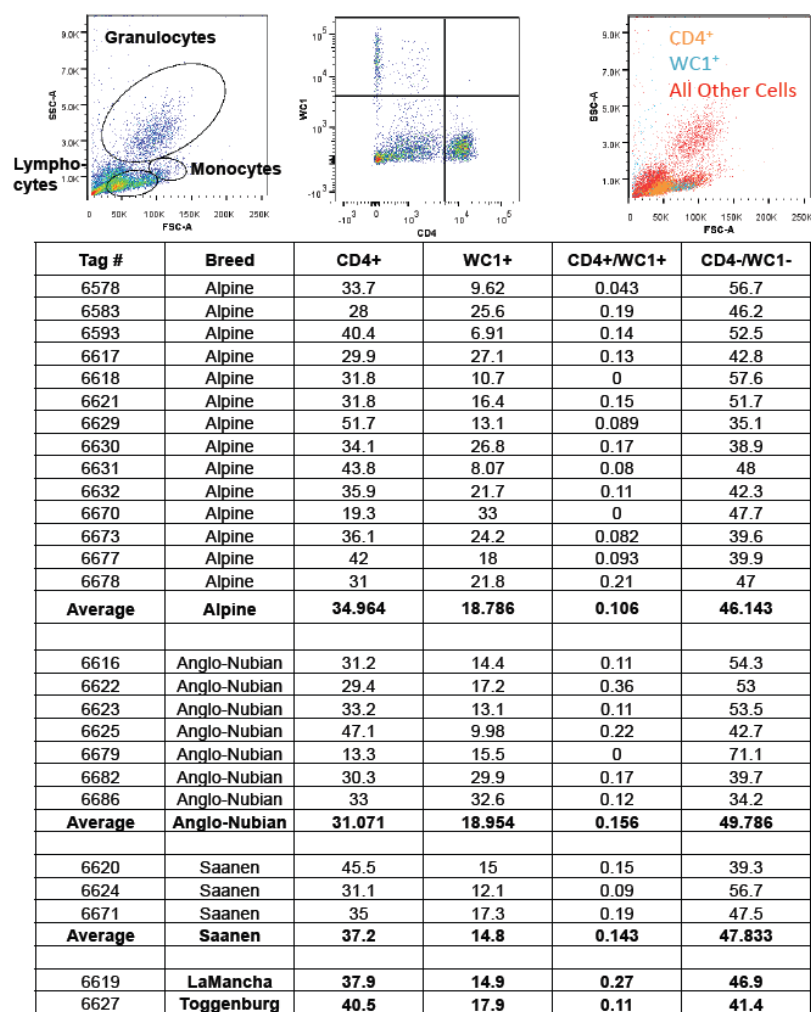 Granulocytes
Lympho-
cytes
Monocytes
SSC-A
9.0K
7.0K
5.0K
3.0K
1.0K
0 50K 100K 150K 200K 250K
FSC-A
WC1
10⁵
10⁴
10³
-10³
-10³ 0 10³ 10⁴ 10⁵
CD4
CD4⁺
WC1⁺
All Other Cells
SSC-A
9.0K
7.0K
5.0K
3.0K
1.0K
0 50K 100K 150K 200K 250K
FSC-A
Tag # Breed CD4+ WC1+ CD4+/WC1+ CD4-/WC1-
6578 Alpine 33.7 9.62 0.043 56.7
6583 Alpine 28 25.6 0.19 46.2
6593 Alpine 40.4 6.91 0.14 52.5
6617 Alpine 29.9 27.1 0.13 42.8
6618 Alpine 31.8 10.7 0 57.6
6621 Alpine 31.8 16.4 0.15 51.7
6629 Alpine 51.7 13.1 0.089 35.1
6630 Alpine 34.1 26.8 0.17 38.9
6631 Alpine 43.8 8.07 0.08 48
6632 Alpine 35.9 21.7 0.11 42.3
6670 Alpine 19.3 33 0 47.7
6673 Alpine 36.1 24.2 0.082 39.6
6677 Alpine 42 18 0.093 39.9
6678 Alpine 31 21.8 0.21 47
Average Alpine 34.964 18.786 0.106 46.143
6616 Anglo-Nubian 31.2 14.4 0.11 54.3
6622 Anglo-Nubian 29.4 17.2 0.36 53
6623 Anglo-Nubian 33.2 13.1 0.11 53.5
6625 Anglo-Nubian 47.1 9.98 0.22 42.7
6679 Anglo-Nubian 13.3 15.5 0 71.1
6682 Anglo-Nubian 30.3 29.9 0.17 39.7
6686 Anglo-Nubian 33 32.6 0.12 34.2
Average Anglo-Nubian 31.071 18.954 0.156 49.786
6620 Saanen 45.5 15 0.15 39.3
6624 Saanen 31.1 12.1 0.09 56.7
6671 Saanen 35 17.3 0.19 47.5
Average Saanen 37.2 14.8 0.143 47.833
6619 LaMancha 37.9 14.9 0.27 46.9
6627 Toggenburg 40.5 17.9 0.11 41.4